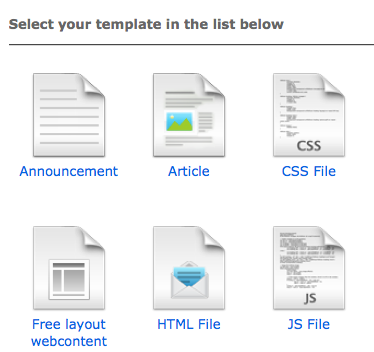 Select your template in the list below
Announcement
Article
CSS
CSS File
Free layout
webcontent
HTML File
JS
JS File